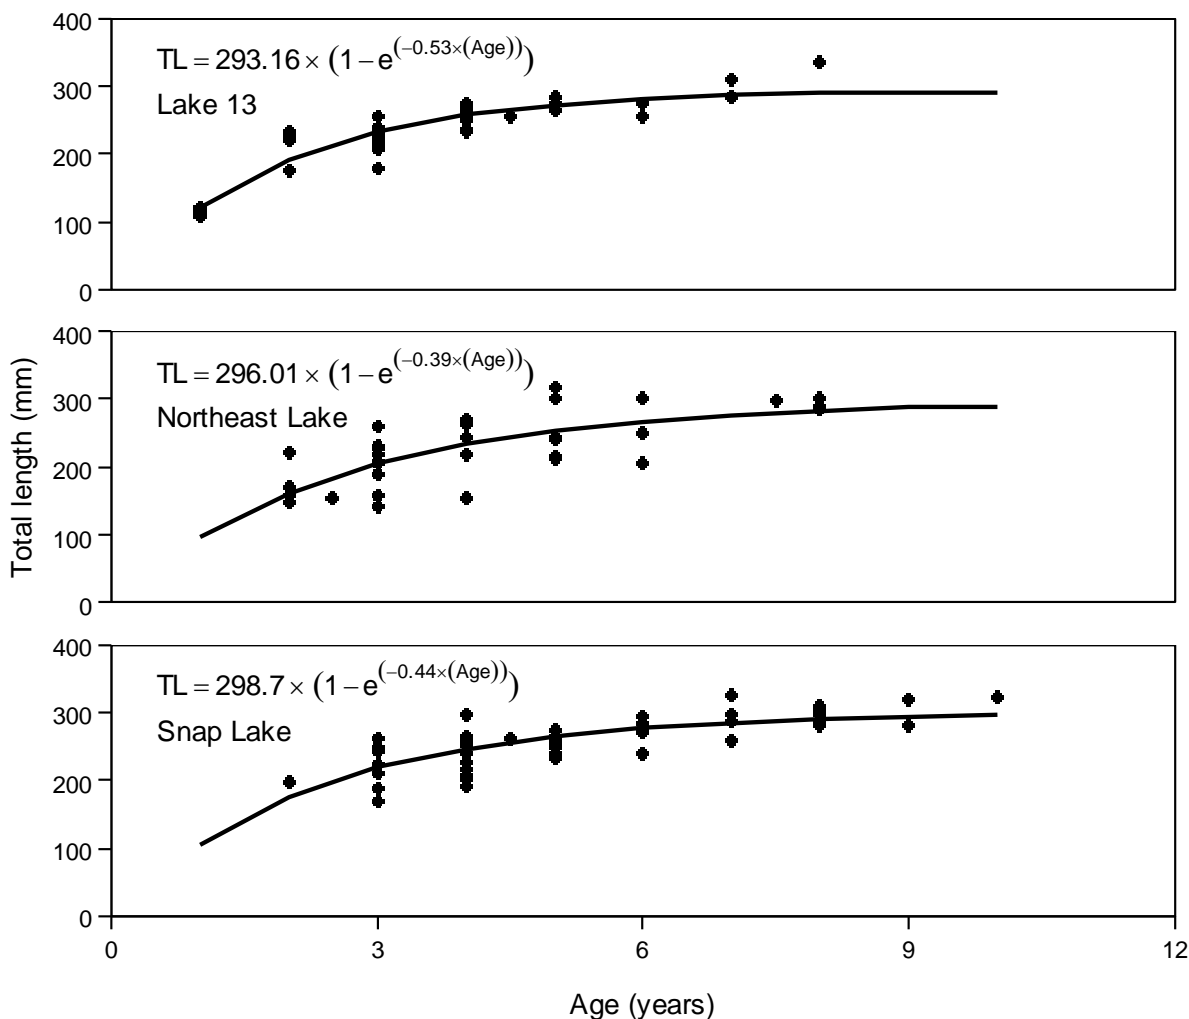 400
300
200
100
0
TL = 293.16 × (1 − e^(−0.53×(Age)))
Lake 13
400
300
200
100
0
TL = 296.01 × (1 − e^(−0.39×(Age)))
Northeast Lake
Total length (mm)
400
300
200
100
0
TL = 298.7 × (1 − e^(−0.44×(Age)))
Snap Lake
0 3 6 9 12
Age (years)